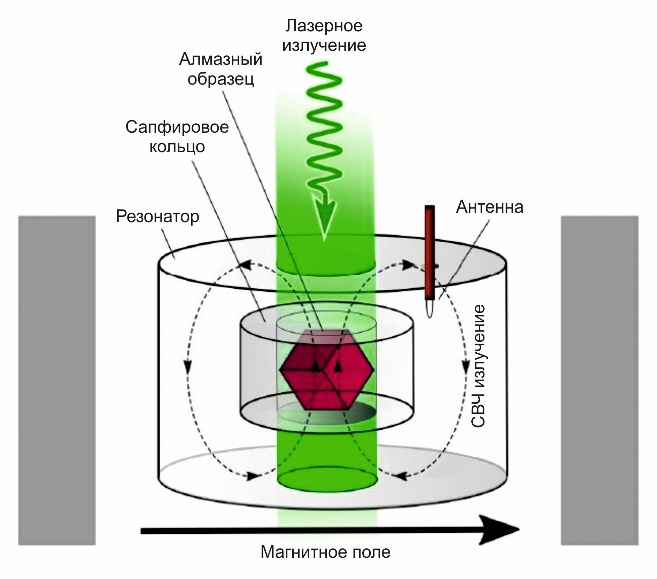 Лазерное
излучение
Алмазный
образец
Сапфировое
кольцо
Резонатор
Антенна
СВЧ излучение
Магнитное поле